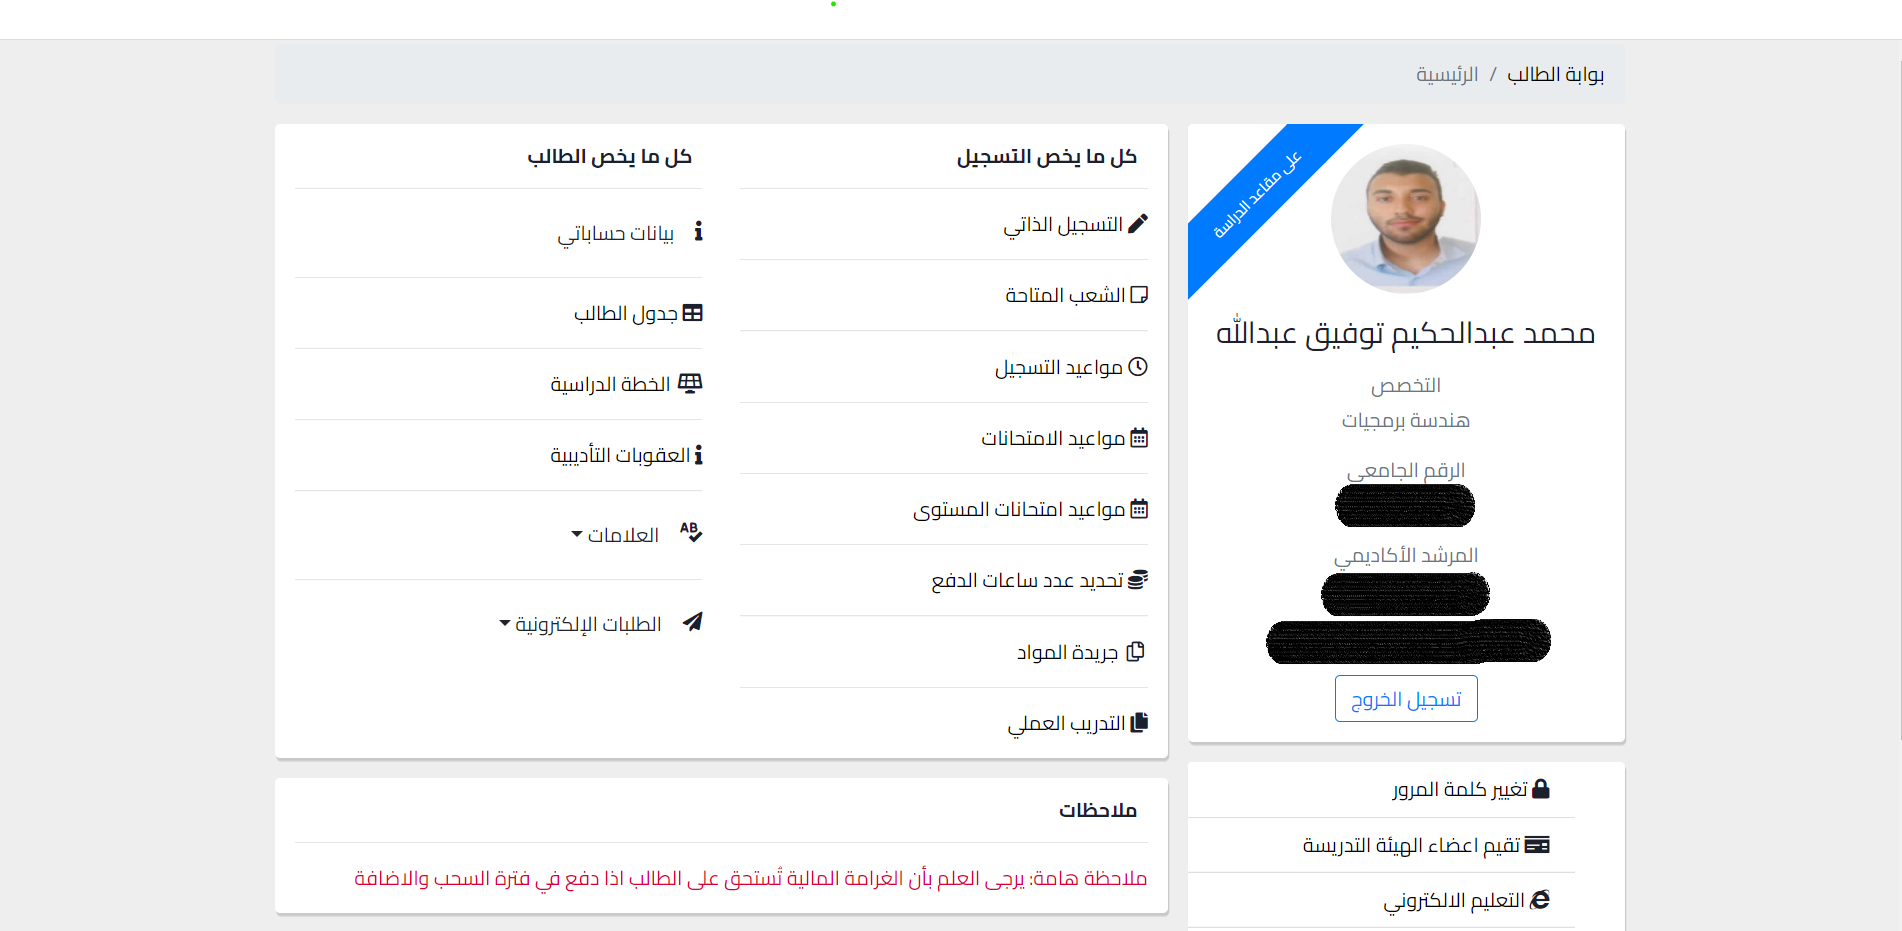 بوابة الطالب / الرئيسية
على مقاعد الدراسة
محمد عبدالحكيم توفيق عبدالله
التخصص
هندسة برمجيات
الرقم الجامعي
المرشد الأكاديمي
تسجيل الخروج
تغيير كلمة المرور
تقيم اعضاء الهيئة التدريسة
التعليم الالكتروني
كل ما يخص التسجيل
التسجيل الذاتي
الشعب المتاحة
مواعيد التسجيل
مواعيد الامتحانات
مواعيد امتحانات المستوى
تحديد عدد ساعات الدفع
جريدة المواد
التدريب العملي
كل ما يخص الطالب
بيانات حساباتي
جدول الطالب
الخطة الدراسية
العقوبات التأديبية
العلامات
الطلبات الإلكترونية
ملاحظات
ملاحظة هامة: يرجى العلم بأن الغرامة المالية تُستحق على الطالب اذا دفع في فترة السحب والاضافة